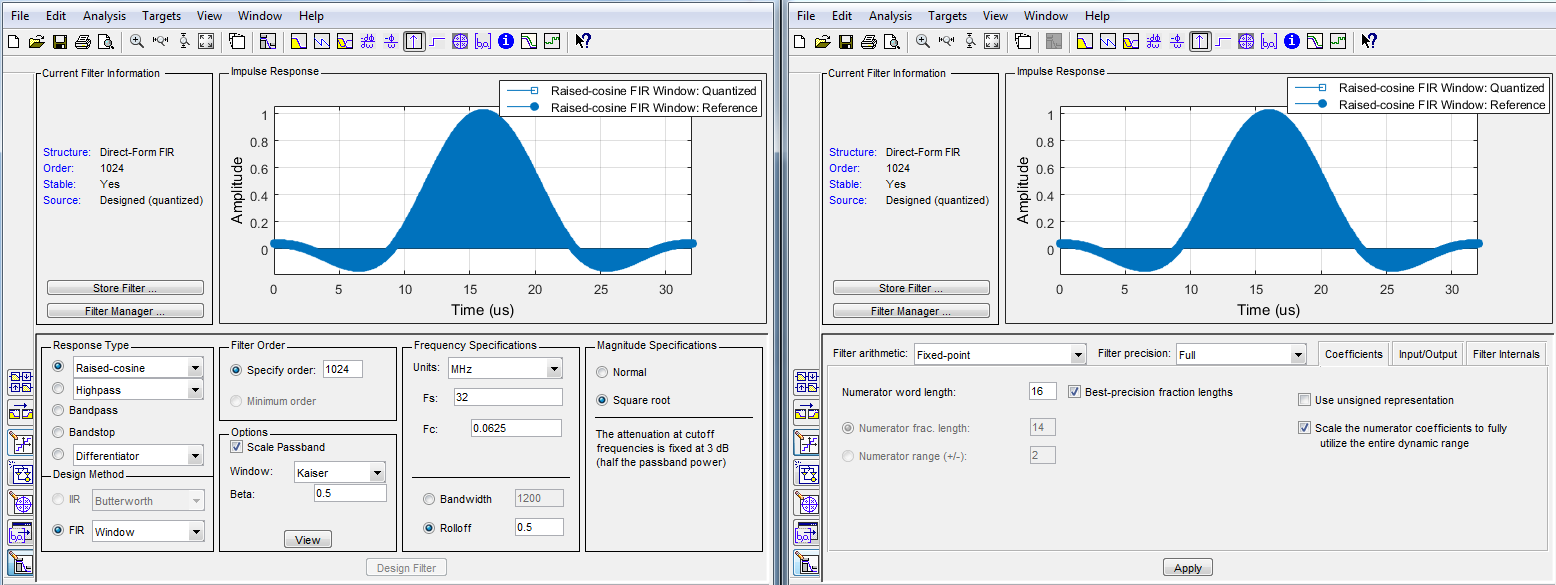 File Edit Analysis Targets View Window Help
Current Filter Information
Structure: Direct-Form FIR
Order: 1024
Stable: Yes
Source: Designed (quantized)
Store Filter ...
Filter Manager ...
Impulse Response
Raised-cosine FIR Window: Quantized
Raised-cosine FIR Window: Reference
1
0.8
0.6
0.4
0.2
0
Amplitude
0 5 10 15 20 25 30
Time (us)
Response Type
Raised-cosine
Highpass
Bandpass
Bandstop
Differentiator
Design Method
IIR Butterworth
FIR Window
Filter Order
Specify order: 1024
Minimum order
Options
Scale Passband
Window: Kaiser
Beta: 0.5
View
Frequency Specifications
Units: MHz
Fs: 32
Fc: 0.0625
Bandwidth 1200
Rolloff 0.5
Magnitude Specifications
Normal
Square root
The attenuation at cutoff
frequencies is fixed at 3 dB
(half the passband power)
Design Filter
File Edit Analysis Targets View Window Help
Current Filter Information
Structure: Direct-Form FIR
Order: 1024
Stable: Yes
Source: Designed (quantized)
Store Filter ...
Filter Manager ...
Impulse Response
Raised-cosine FIR Window: Quantized
Raised-cosine FIR Window: Reference
1
0.8
0.6
0.4
0.2
0
Amplitude
0 5 10 15 20 25 30
Time (us)
Filter arithmetic: Fixed-point Filter precision: Full Coefficients Input/Output Filter Internals
Numerator word length: 16 Best-precision fraction lengths
Numerator frac. length: 14
Numerator range (+/-): 2
Use unsigned representation
Scale the numerator coefficients to fully
utilize the entire dynamic range
Apply